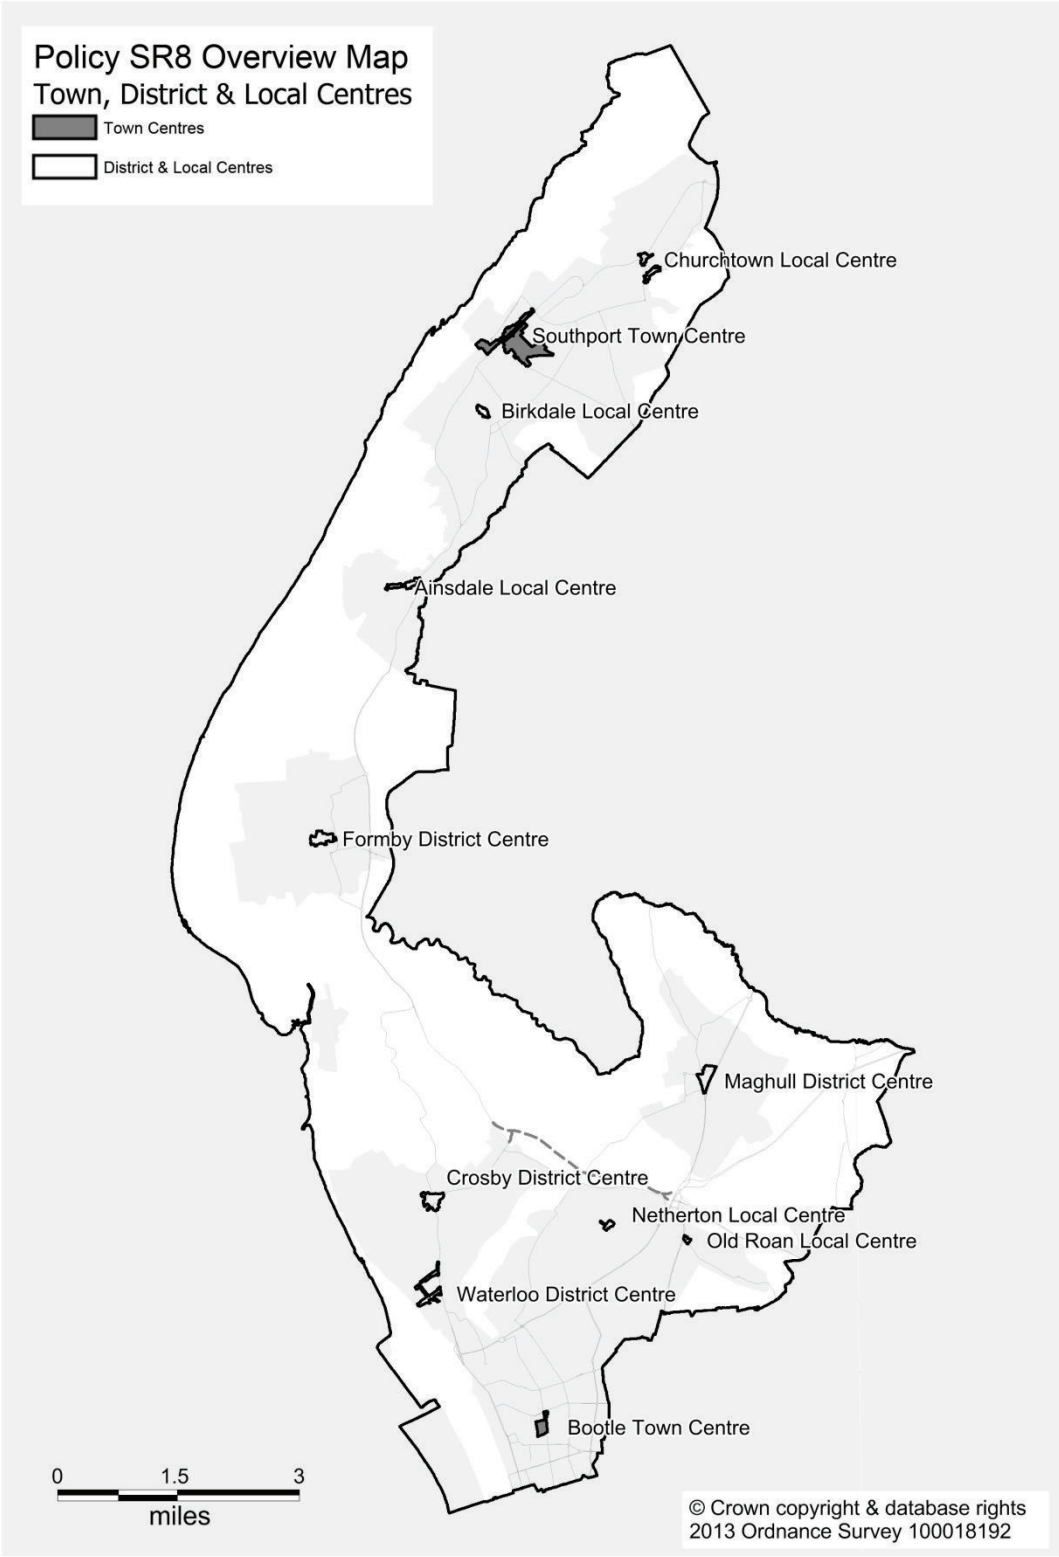 Policy SR8 Overview Map
Town, District & Local Centres
Town Centres
District & Local Centres
Churchtown Local Centre
Southport Town Centre
Birkdale Local Centre
Ainsdale Local Centre
Formby District Centre
Maghull District Centre
Crosby District Centre
Netherton Local Centre
Old Roan Local Centre
Waterloo District Centre
Bootle Town Centre
0 1.5 3
miles
© Crown copyright & database rights
2013 Ordnance Survey 100018192